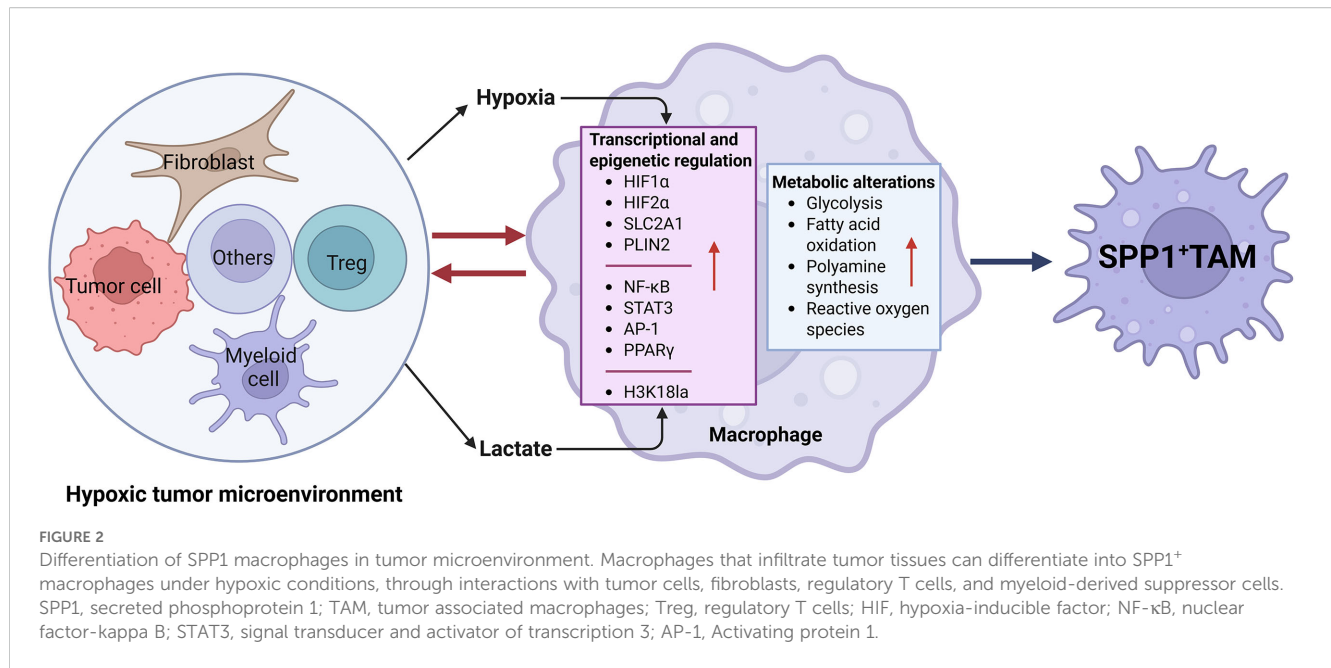 Hypoxia
Fibroblast
Others
Treg
Tumor cell
Myeloid
cell
Lactate
Hypoxic tumor microenvironment
Transcriptional and
epigenetic regulation
• HIF1α
• HIF2α
• SLC2A1
• PLIN2
• NF-κB
• STAT3
• AP-1
• PPARγ
• H3K18la
Metabolic alterations
• Glycolysis
• Fatty acid
oxidation
• Polyamine
synthesis
• Reactive oxygen
species
Macrophage
SPP1⁺TAM
FIGURE 2
Differentiation of SPP1 macrophages in tumor microenvironment. Macrophages that infiltrate tumor tissues can differentiate into SPP1⁺
macrophages under hypoxic conditions, through interactions with tumor cells, fibroblasts, regulatory T cells, and myeloid-derived suppressor cells.
SPP1, secreted phosphoprotein 1; TAM, tumor associated macrophages; Treg, regulatory T cells; HIF, hypoxia-inducible factor; NF-κB, nuclear
factor-kappa B; STAT3, signal transducer and activator of transcription 3; AP-1, Activating protein 1.